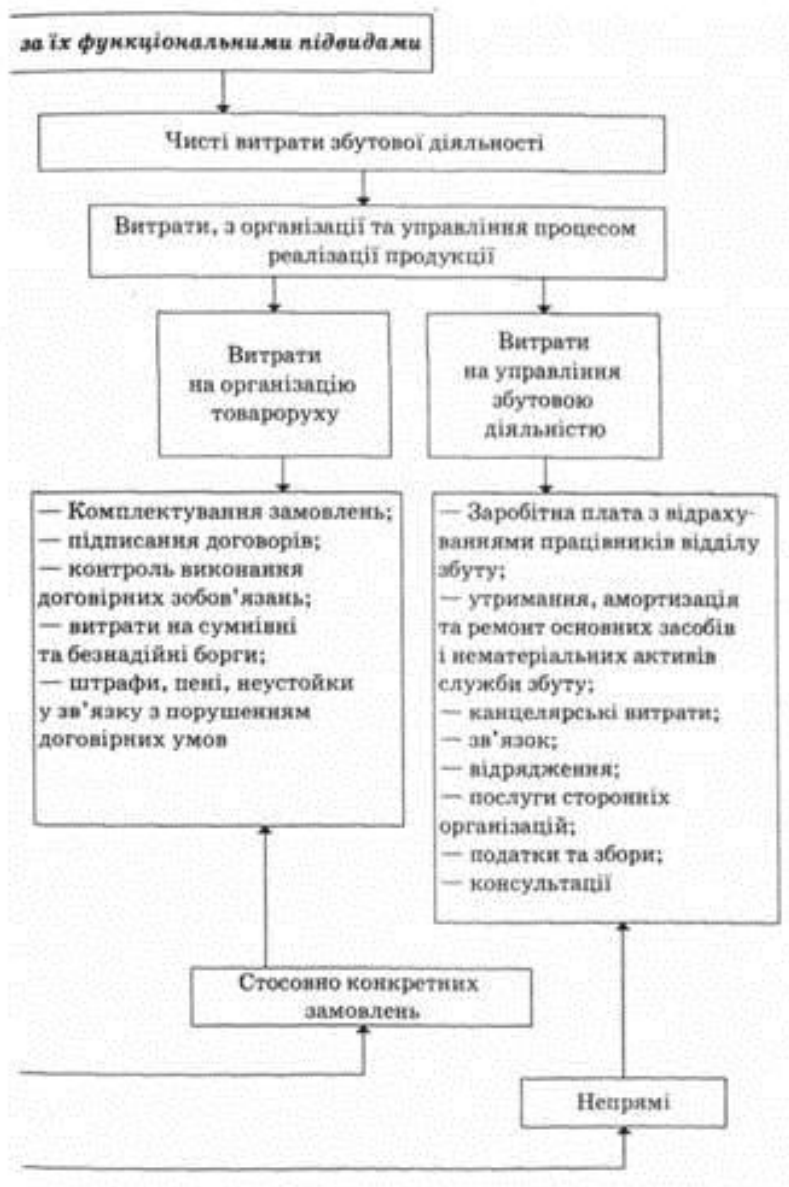 за їх функціональними підвидами
Чисті витрати збутової діяльності
Витрати, з організації та управління процесом
реалізації продукції
Витрати
на організацію
товароруху
Витрати
на управління
збутовою
діяльністю
— Комплектування замовлень;
— підписання договорів;
— контроль виконання
договірних зобов’язань;
— витрати на сумнівні
та безнадійні борги;
— штрафи, пені, неустойки
у зв’язку з порушенням
договірних умов
— Заробітна плата з відраху-
ваннями працівників відділу
збуту;
— утримання, амортизація
та ремонт основних засобів
і нематеріальних активів
служби збуту;
— канцелярські витрати;
— зв’язок;
— відрядження;
— послуги сторонніх
організацій;
— податки та збори;
— консультації
Стосовно конкретних
замовлень
Непрямі